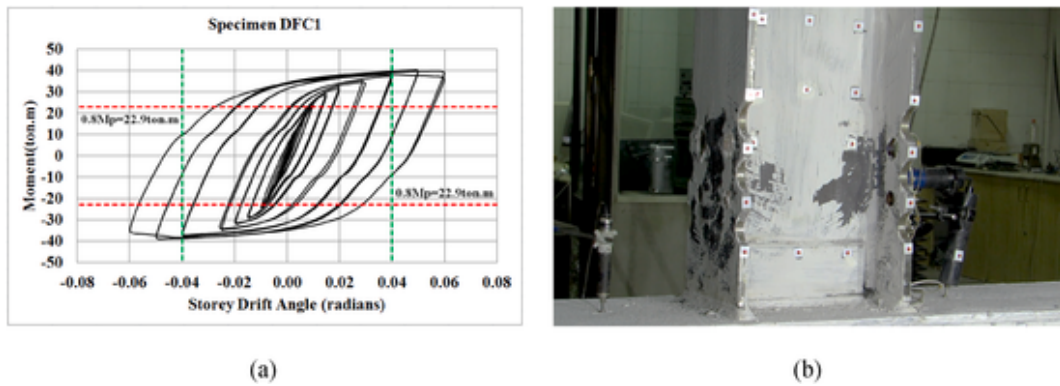 Specimen DFC1
50
40
30
20
10
0
-10
-20
-30
-40
-50
0.8Mp=22.9ton.m
0.8Mp=22.9ton.m
Moment(ton.m)
-0.08 -0.06 -0.04 -0.02 0.00 0.02 0.04 0.06 0.08
Storey Drift Angle (radians)
(a)
(b)